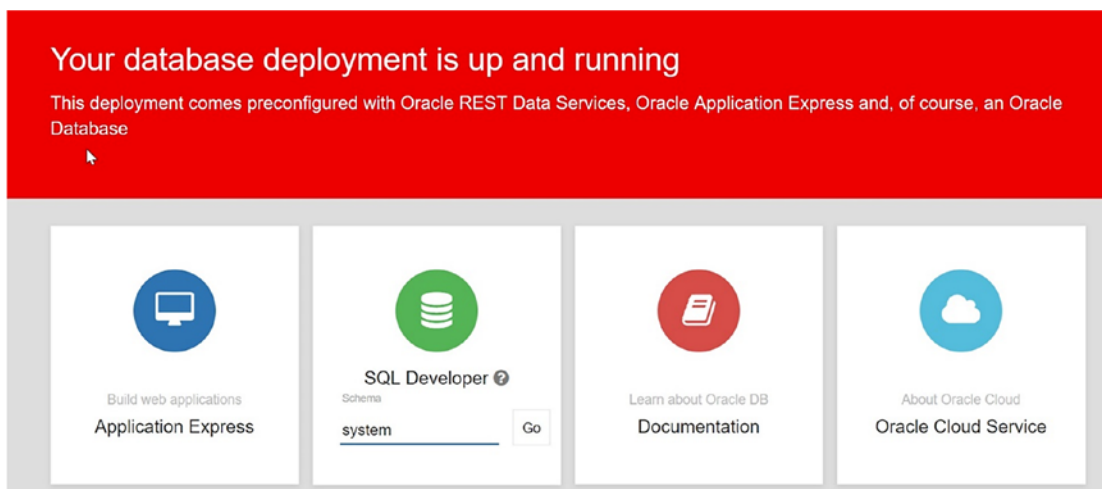 Your database deployment is up and running
This deployment comes preconfigured with Oracle REST Data Services, Oracle Application Express and, of course, an Oracle
Database
Build web applications
Application Express
SQL Developer ?
Schema
system
Go
Learn about Oracle DB
Documentation
About Oracle Cloud
Oracle Cloud Service